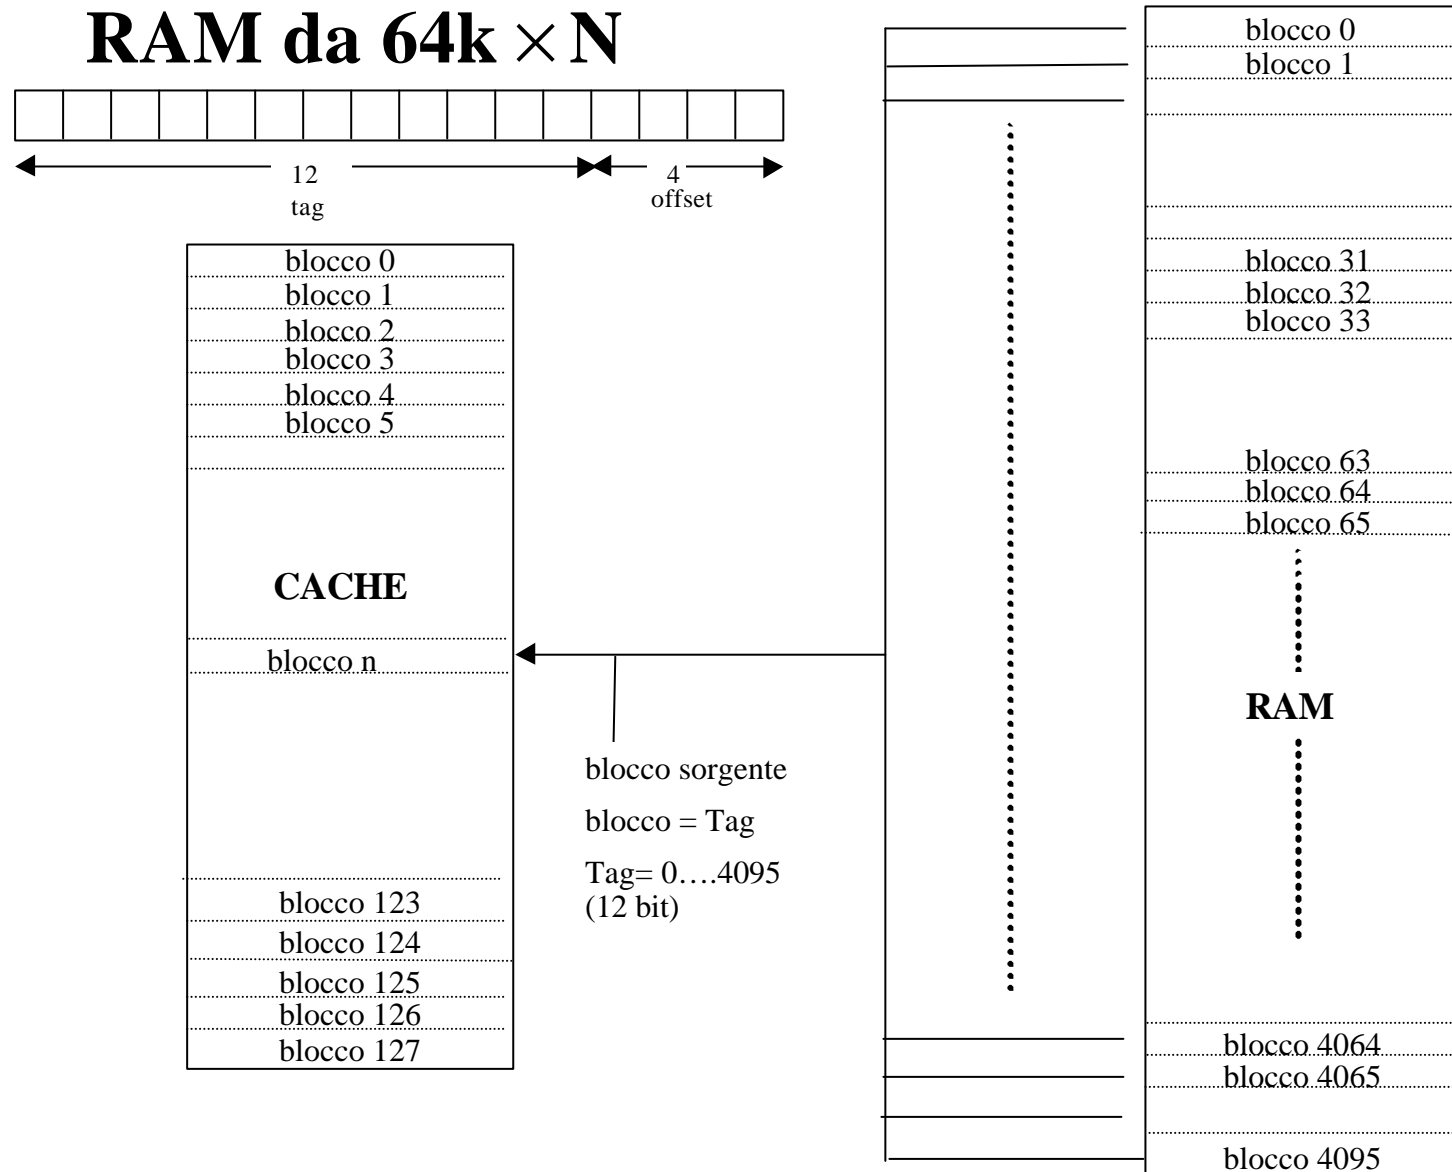 RAM da 64k × N
12
tag
4
offset
blocco 0
blocco 1
blocco 2
blocco 3
blocco 4
blocco 5
CACHE
blocco n
blocco 123
blocco 124
blocco 125
blocco 126
blocco 127
blocco sorgente
blocco = Tag
Tag= 0....4095
(12 bit)
blocco 0
blocco 1
blocco 31
blocco 32
blocco 33
blocco 63
blocco 64
blocco 65
RAM
blocco 4064
blocco 4065
blocco 4095